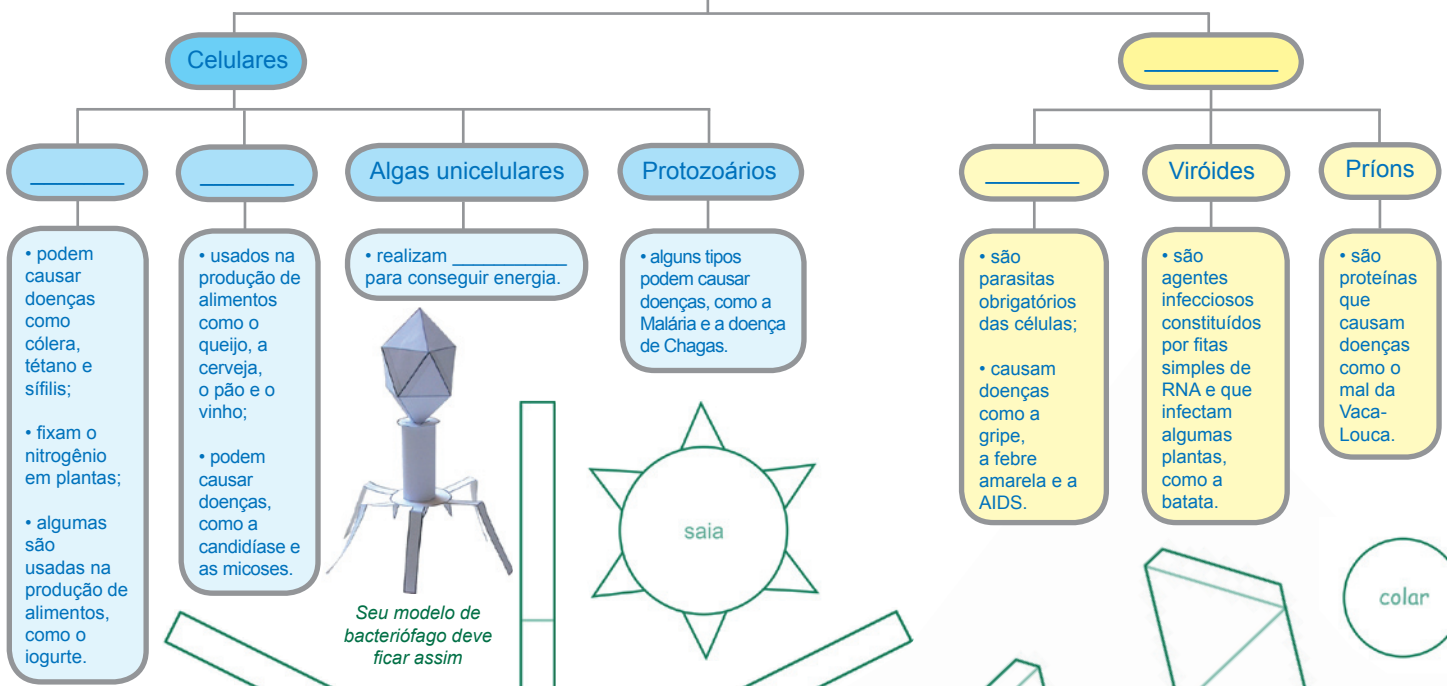 Celulares
___________
________
________
Algas unicelulares
Protozoários
________
Viróides
Príons
• podem
causar
doenças
como
cólera,
tétano e
sífilis;
• fixam o
nitrogênio
em plantas;
• algumas
são
usadas na
produção de
alimentos,
como o
iogurte.
• usados na
produção de
alimentos
como o
queijo, a
cerveja,
o pão e o
vinho;
• podem
causar
doenças,
como a
candidíase e
as micoses.
• realizam ___________
para conseguir energia.
• alguns tipos
podem causar
doenças, como a
Malária e a doença
de Chagas.
• são
parasitas
obrigatórios
das células;
• causam
doenças
como a
gripe,
a febre
amarela e a
AIDS.
• são
agentes
infecciosos
constituídos
por fitas
simples de
RNA e que
infectam
algumas
plantas,
como a
batata.
• são
proteínas
que
causam
doenças
como o
mal da
Vaca-
Louca.
Seu modelo de
bacteriófago deve
ficar assim
saia
colar